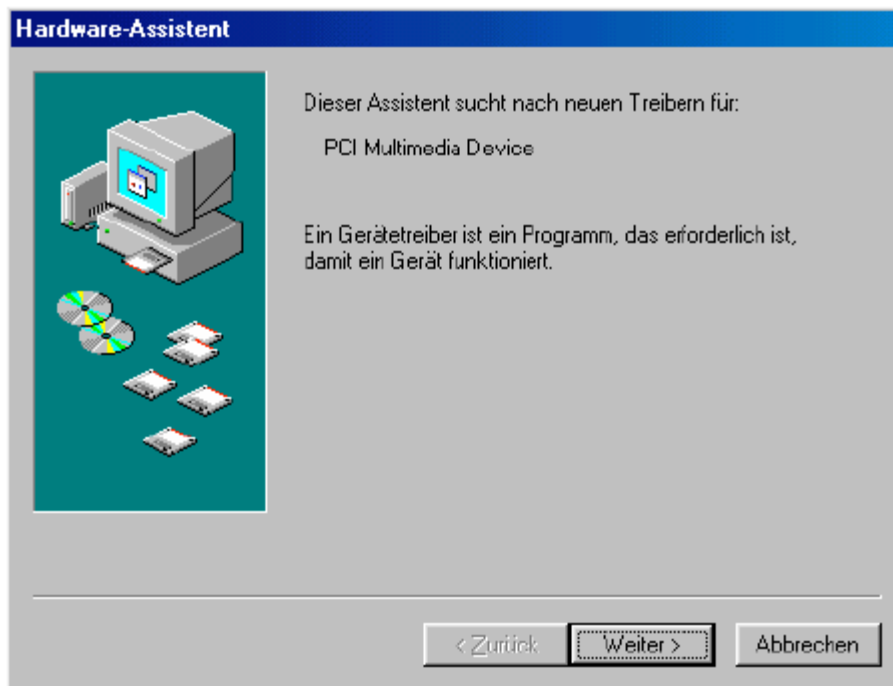 Hardware-Assistent
Dieser Assistent sucht nach neuen Treibern für:
PCI Multimedia Device
Ein Gerätetreiber ist ein Programm, das erforderlich ist,
damit ein Gerät funktioniert.
< Zurück
Weiter >
Abbrechen